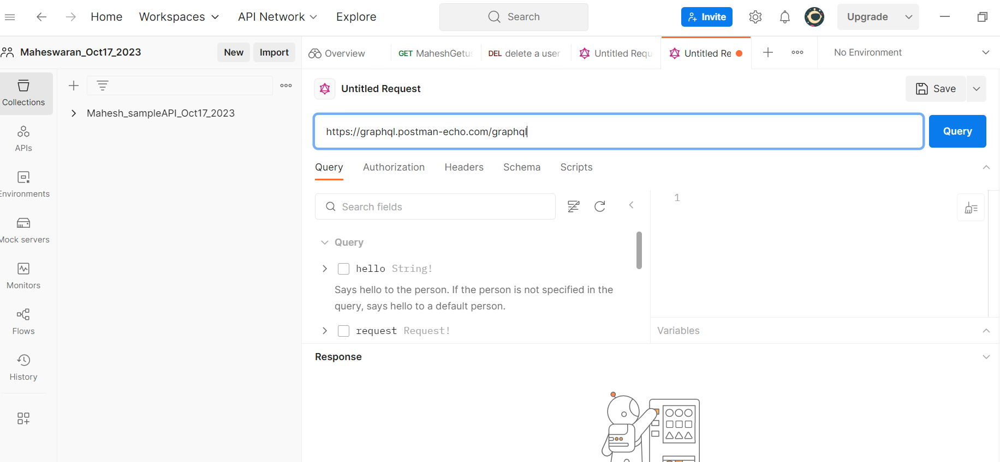 Home Workspaces API Network Explore Search Invite Upgrade
Maheswaran_Oct17_2023 New Import Overview GET MaheshGetus DEL delete a user Untitled Requ Untitled Re No Environment
Collections
APIs
Environments
Mock servers
Monitors
Flows
History
Mahesh_sampleAPI_Oct17_2023
Untitled Request Save
https://graphql.postman-echo.com/graphql Query
Query Authorization Headers Schema Scripts
Search fields 1
Query
hello String!
Says hello to the person. If the person is not specified in the
query, says hello to a default person.
request Request! Variables
Response